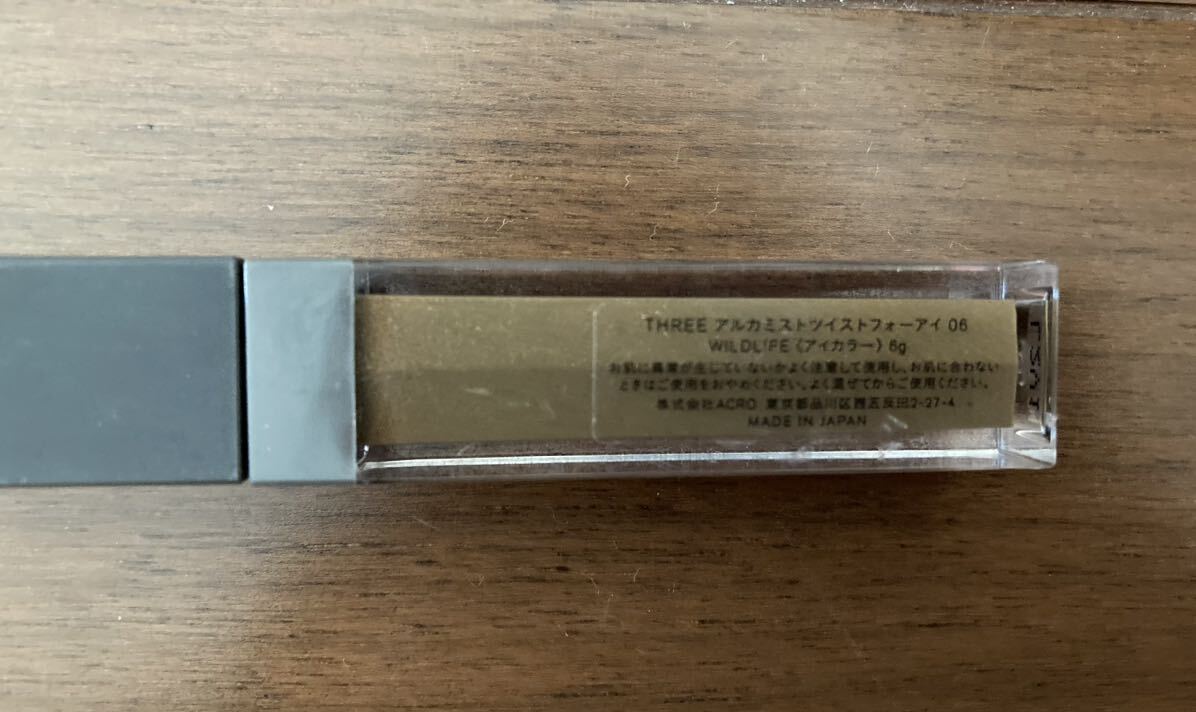 THREE アルカミストツイストフォーアイ 06
WILDLIFE〈アイカラー〉6g
お肌に異常が生じていないかよく注意して使用し、お肌に合わない
ときはご使用をおやめください。よく混ぜてからご使用ください。
株式会社ACRO 東京都品川区西五反田2-27-4
MADE IN JAPAN